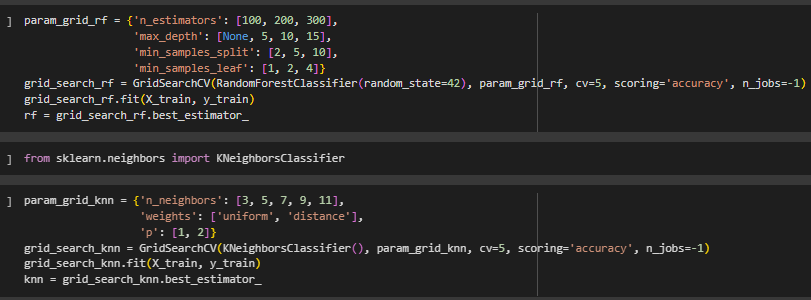 ] param_grid_rf = {'n_estimators': [100, 200, 300],
'max_depth': [None, 5, 10, 15],
'min_samples_split': [2, 5, 10],
'min_samples_leaf': [1, 2, 4]}
grid_search_rf = GridSearchCV(RandomForestClassifier(random_state=42), param_grid_rf, cv=5, scoring='accuracy', n_jobs=-1)
grid_search_rf.fit(X_train, y_train)
rf = grid_search_rf.best_estimator_
] from sklearn.neighbors import KNeighborsClassifier
] param_grid_knn = {'n_neighbors': [3, 5, 7, 9, 11],
'weights': ['uniform', 'distance'],
'p': [1, 2]}
grid_search_knn = GridSearchCV(KNeighborsClassifier(), param_grid_knn, cv=5, scoring='accuracy', n_jobs=-1)
grid_search_knn.fit(X_train, y_train)
knn = grid_search_knn.best_estimator_